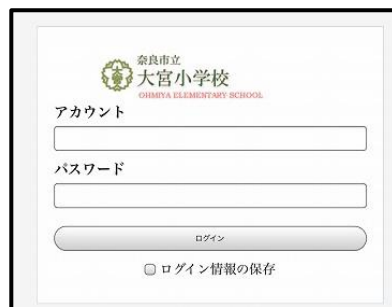 奈良市立
大宮小学校
OHMIYA ELEMENTARY SCHOOL
アカウント
パスワード
ログイン
ログイン情報の保存